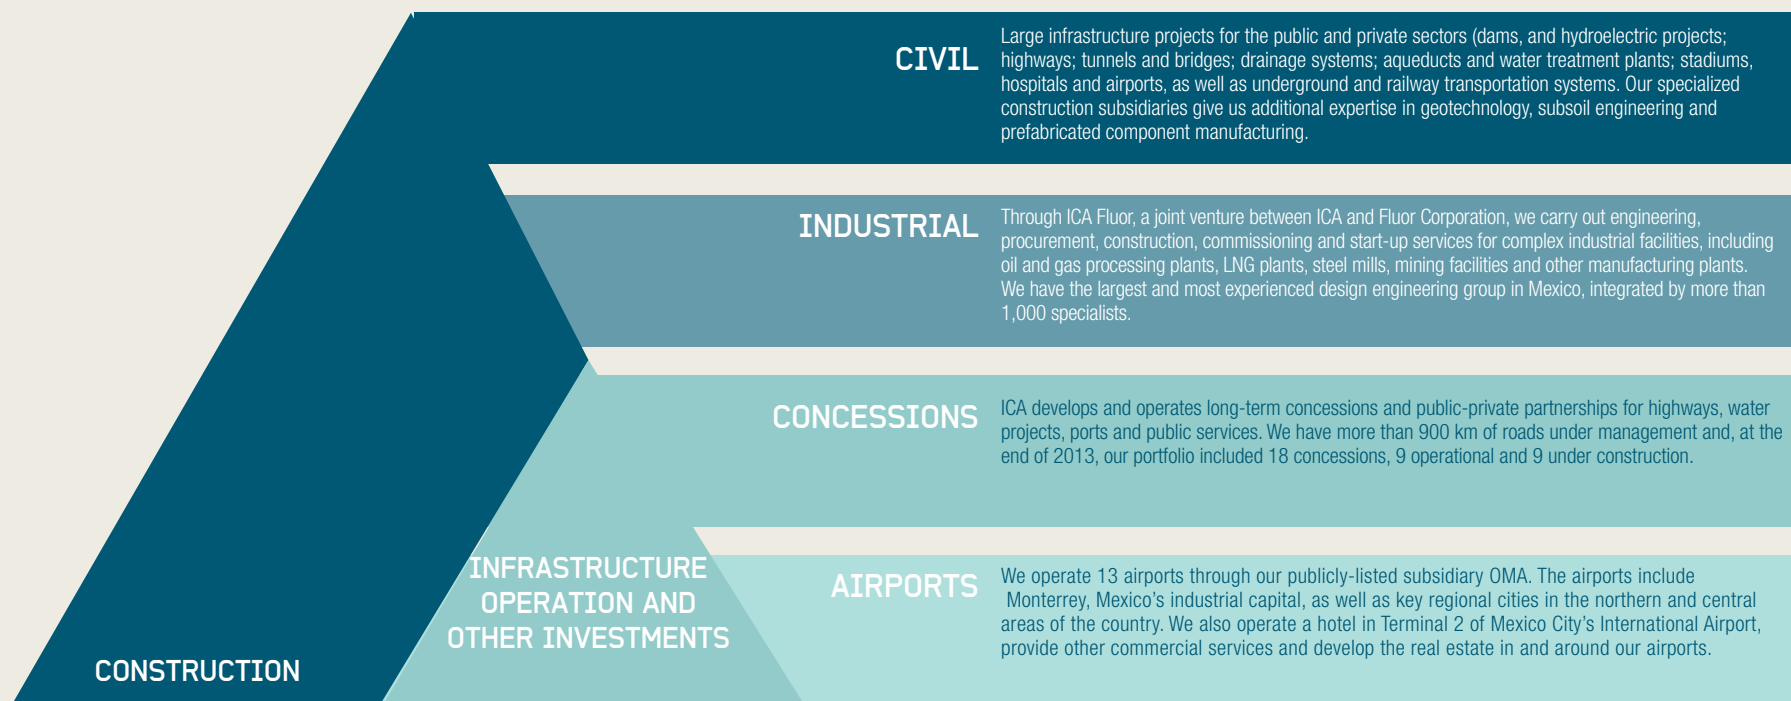 CIVIL
Large infrastructure projects for the public and private sectors (dams, and hydroelectric projects;
highways; tunnels and bridges; drainage systems; aqueducts and water treatment plants; stadiums,
hospitals and airports, as well as underground and railway transportation systems. Our specialized
construction subsidiaries give us additional expertise in geotechnology, subsoil engineering and
prefabricated component manufacturing.
INDUSTRIAL
Through ICA Fluor, a joint venture between ICA and Fluor Corporation, we carry out engineering,
procurement, construction, commissioning and start-up services for complex industrial facilities, including
oil and gas processing plants, LNG plants, steel mills, mining facilities and other manufacturing plants.
We have the largest and most experienced design engineering group in Mexico, integrated by more than
1,000 specialists.
CONCESSIONS
ICA develops and operates long-term concessions and public-private partnerships for highways, water
projects, ports and public services. We have more than 900 km of roads under management and, at the
end of 2013, our portfolio included 18 concessions, 9 operational and 9 under construction.
INFRASTRUCTURE
OPERATION AND
OTHER INVESTMENTS
AIRPORTS
We operate 13 airports through our publicly-listed subsidiary OMA. The airports include
Monterrey, Mexico’s industrial capital, as well as key regional cities in the northern and central
areas of the country. We also operate a hotel in Terminal 2 of Mexico City’s International Airport,
provide other commercial services and develop the real estate in and around our airports.
CONSTRUCTION